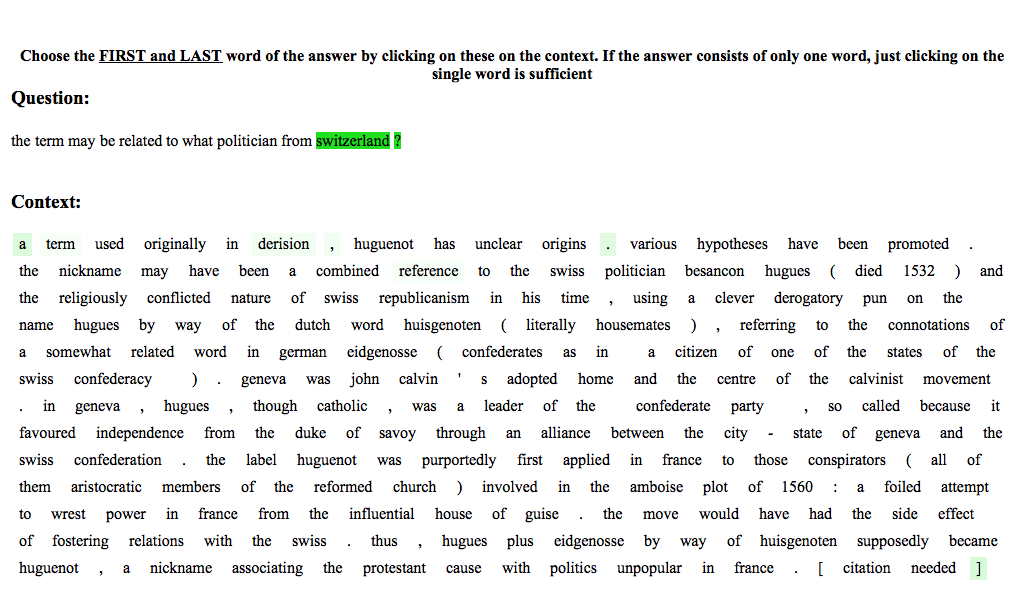 Choose the FIRST and LAST word of the answer by clicking on these on the context. If the answer consists of only one word, just clicking on the
single word is sufficient
Question:
the term may be related to what politician from switzerland ?
Context:
a term used originally in derision , huguenot has unclear origins . various hypotheses have been promoted .
the nickname may have been a combined reference to the swiss politician besancon hugues ( died 1532 ) and
the religiously conflicted nature of swiss republicanism in his time , using a clever derogatory pun on the
name hugues by way of the dutch word huisgenoten ( literally housemates ) , referring to the connotations of
a somewhat related word in german eidgenosse ( confederates as in a citizen of one of the states of the
swiss confederacy ) . geneva was john calvin ' s adopted home and the centre of the calvinist movement
. in geneva , hugues , though catholic , was a leader of the confederate party , so called because it
favoured independence from the duke of savoy through an alliance between the city - state of geneva and the
swiss confederation . the label huguenot was purportedly first applied in france to those conspirators ( all of
them aristocratic members of the reformed church ) involved in the amboise plot of 1560 : a foiled attempt
to wrest power in france from the influential house of guise . the move would have had the side effect
of fostering relations with the swiss . thus , hugues plus eidgenosse by way of huisgenoten supposedly became
huguenot , a nickname associating the protestant cause with politics unpopular in france . [ citation needed ]